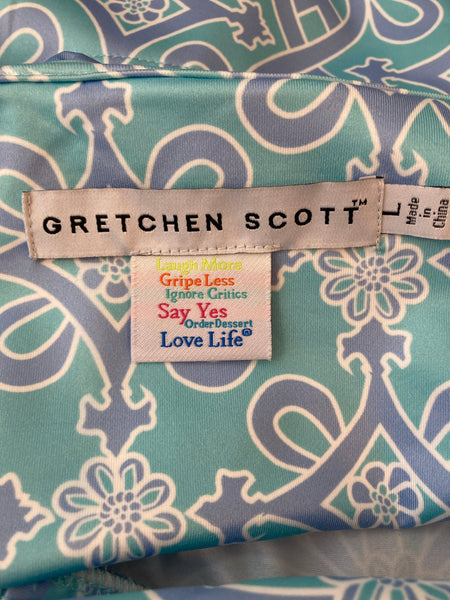 GRETCHEN SCOTT™
L
Made
in
China
Laugh More
Gripe Less
Ignore Critics
Say Yes
Order Dessert
Love Life®